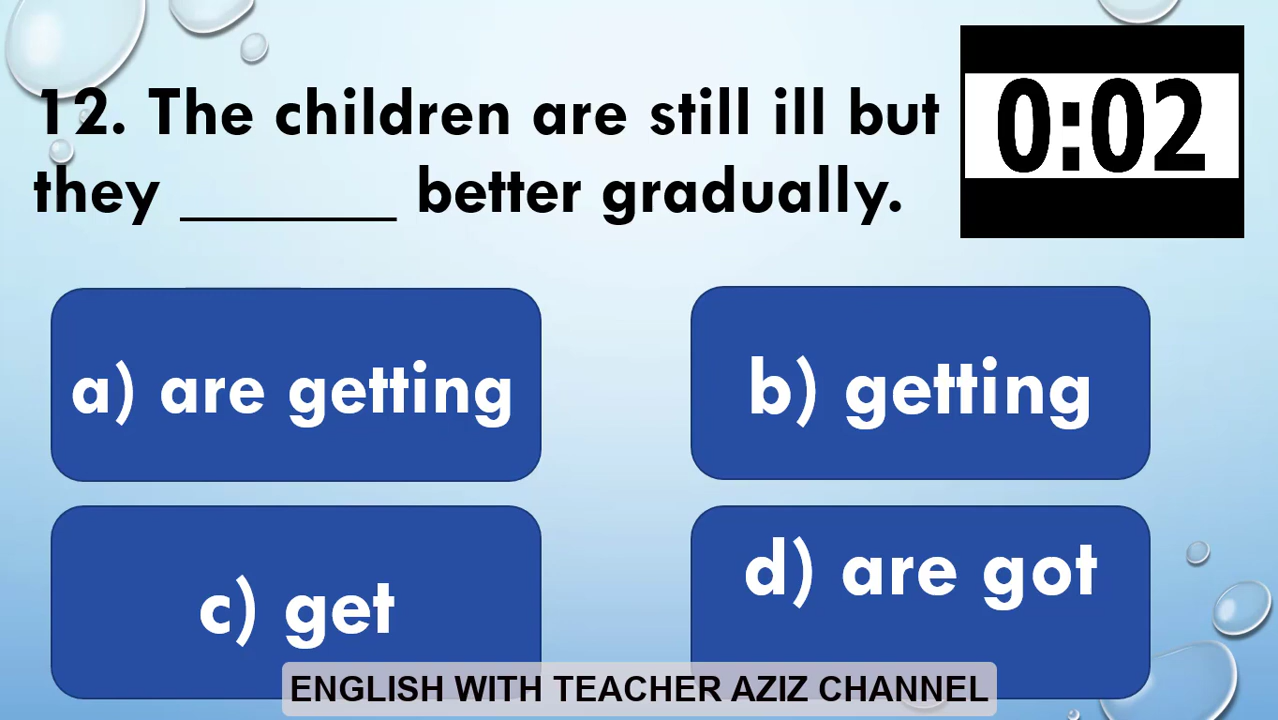 12. The children are still ill but
they _______ better gradually.
0:02
a) are getting
b) getting
c) get
d) are got
ENGLISH WITH TEACHER AZIZ CHANNEL